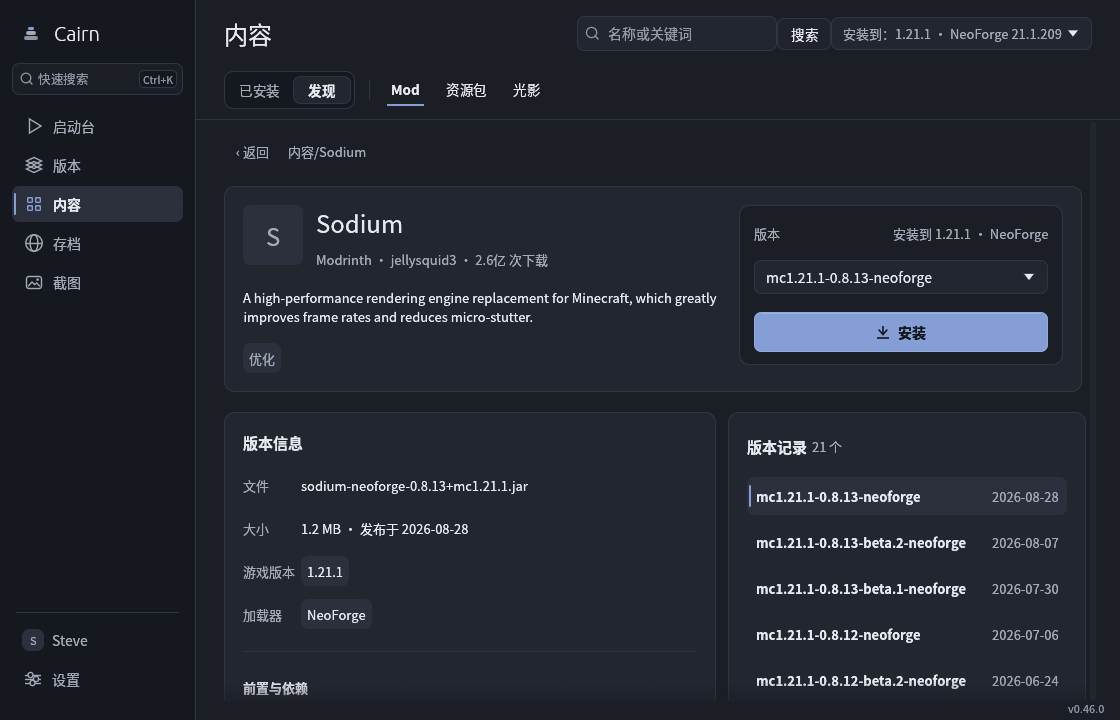 Cairn
快速搜索 Ctrl+K
启动台
版本
内容
存档
截图
Steve
S
设置
内容
名称或关键词
搜索
安装到：1.21.1 • NeoForge 21.1.209
已安装 发现 Mod 资源包 光影
‹ 返回 内容/Sodium
S
Sodium
Modrinth • jellysquid3 • 2.6亿 次下载
A high-performance rendering engine replacement for Minecraft, which greatly
improves frame rates and reduces micro-stutter.
优化
版本 安装到 1.21.1 • NeoForge
mc1.21.1-0.8.13-neoforge
安装
版本信息
文件 sodium-neoforge-0.8.13+mc1.21.1.jar
大小 1.2 MB • 发布于 2026-08-28
游戏版本 1.21.1
加载器 NeoForge
前置与依赖
版本记录 21 个
mc1.21.1-0.8.13-neoforge 2026-08-28
mc1.21.1-0.8.13-beta.2-neoforge 2026-08-07
mc1.21.1-0.8.13-beta.1-neoforge 2026-07-30
mc1.21.1-0.8.12-neoforge 2026-07-06
mc1.21.1-0.8.12-beta.2-neoforge 2026-06-24
v0.46.0